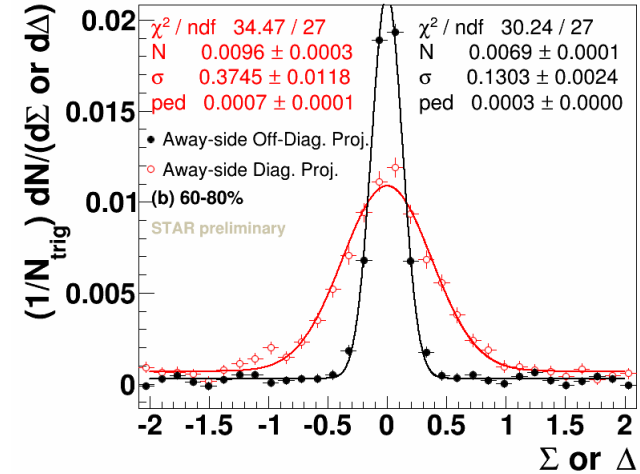 χ² / ndf 34.47 / 27
N 0.0096 ± 0.0003
σ 0.3745 ± 0.0118
ped 0.0007 ± 0.0001
χ² / ndf 30.24 / 27
N 0.0069 ± 0.0001
σ 0.1303 ± 0.0024
ped 0.0003 ± 0.0000
Away-side Off-Diag. Proj.
Away-side Diag. Proj.
(b) 60-80%
STAR preliminary
(1/N_trig) dN/(dΣ or dΔ)
0.02
0.015
0.01
0.005
0
-2 -1.5 -1 -0.5 0 0.5 1 1.5 2
Σ or Δ